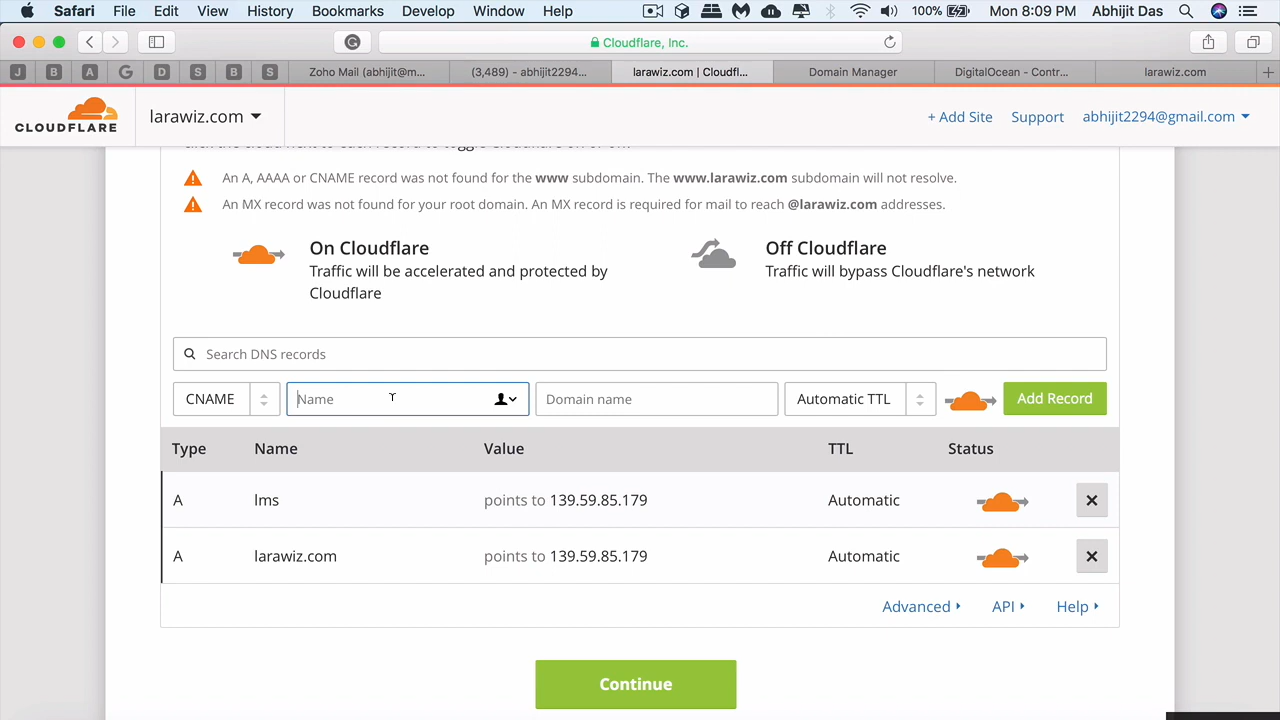 Safari File Edit View History Bookmarks Develop Window Help 100% Mon 8:09 PM Abhijit Das
Cloudflare, Inc.
J B A G D S B S Zoho Mail (abhijit@m... (3,489) - abhijit2294... larawiz.com | Cloudfl... Domain Manager DigitalOcean - Contr... larawiz.com +
CLOUDFLARE larawiz.com + Add Site Support abhijit2294@gmail.com
An A, AAAA or CNAME record was not found for the www subdomain. The www.larawiz.com subdomain will not resolve.
An MX record was not found for your root domain. An MX record is required for mail to reach @larawiz.com addresses.
On Cloudflare
Traffic will be accelerated and protected by
Cloudflare
Off Cloudflare
Traffic will bypass Cloudflare's network
Search DNS records
CNAME Name Domain name Automatic TTL Add Record
Type Name Value TTL Status
A lms points to 139.59.85.179 Automatic
A larawiz.com points to 139.59.85.179 Automatic
Advanced API Help
Continue